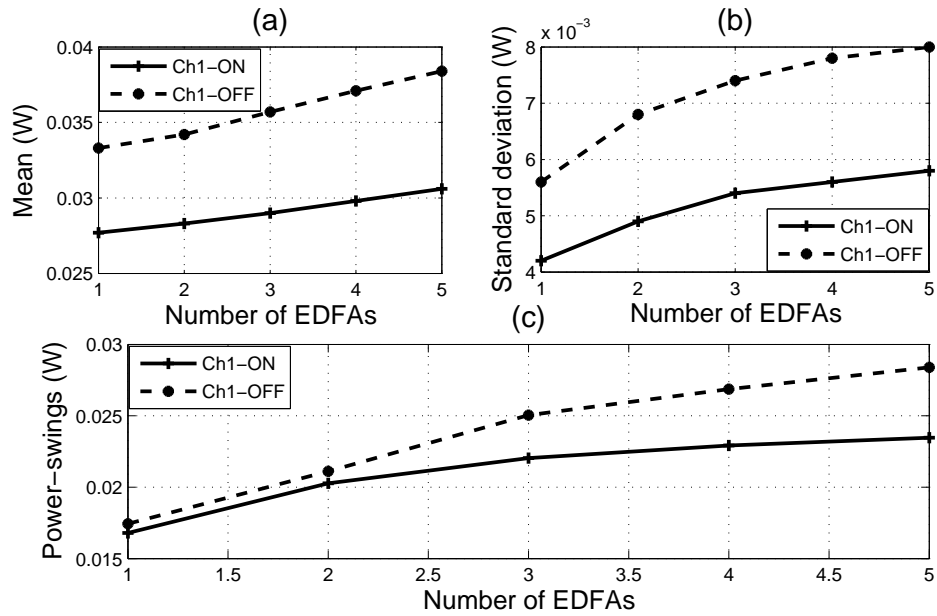 (a)
Mean (W)
0.04
0.035
0.03
0.025
Ch1−ON
Ch1−OFF
1 2 3 4 5
Number of EDFAs
(b)
x 10−3
Standard deviation (W)
8
7
6
5
4
Ch1−ON
Ch1−OFF
1 2 3 4 5
Number of EDFAs
(c)
Power−swings (W)
0.03
0.025
0.02
0.015
Ch1−ON
Ch1−OFF
1 1.5 2 2.5 3 3.5 4 4.5 5
Number of EDFAs